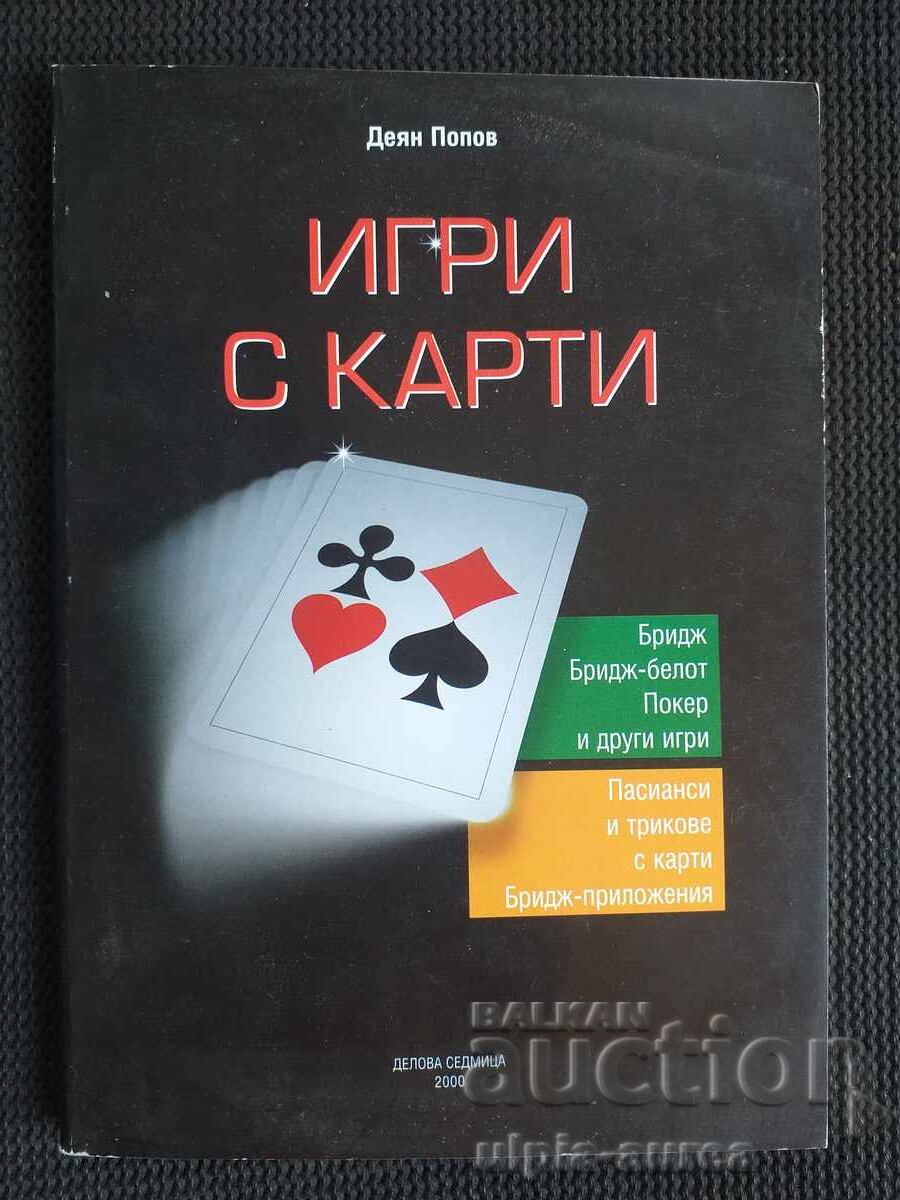 Деян Попов
ИГРИ
С КАРТИ
Бридж
Бридж-белот
Покер
и други игри
Пасианси
и трикове
с карти
Бридж-приложения
ДЕЛОВА СЕДМИЦА
2000
BALKAN
auction
ulpia-aurea